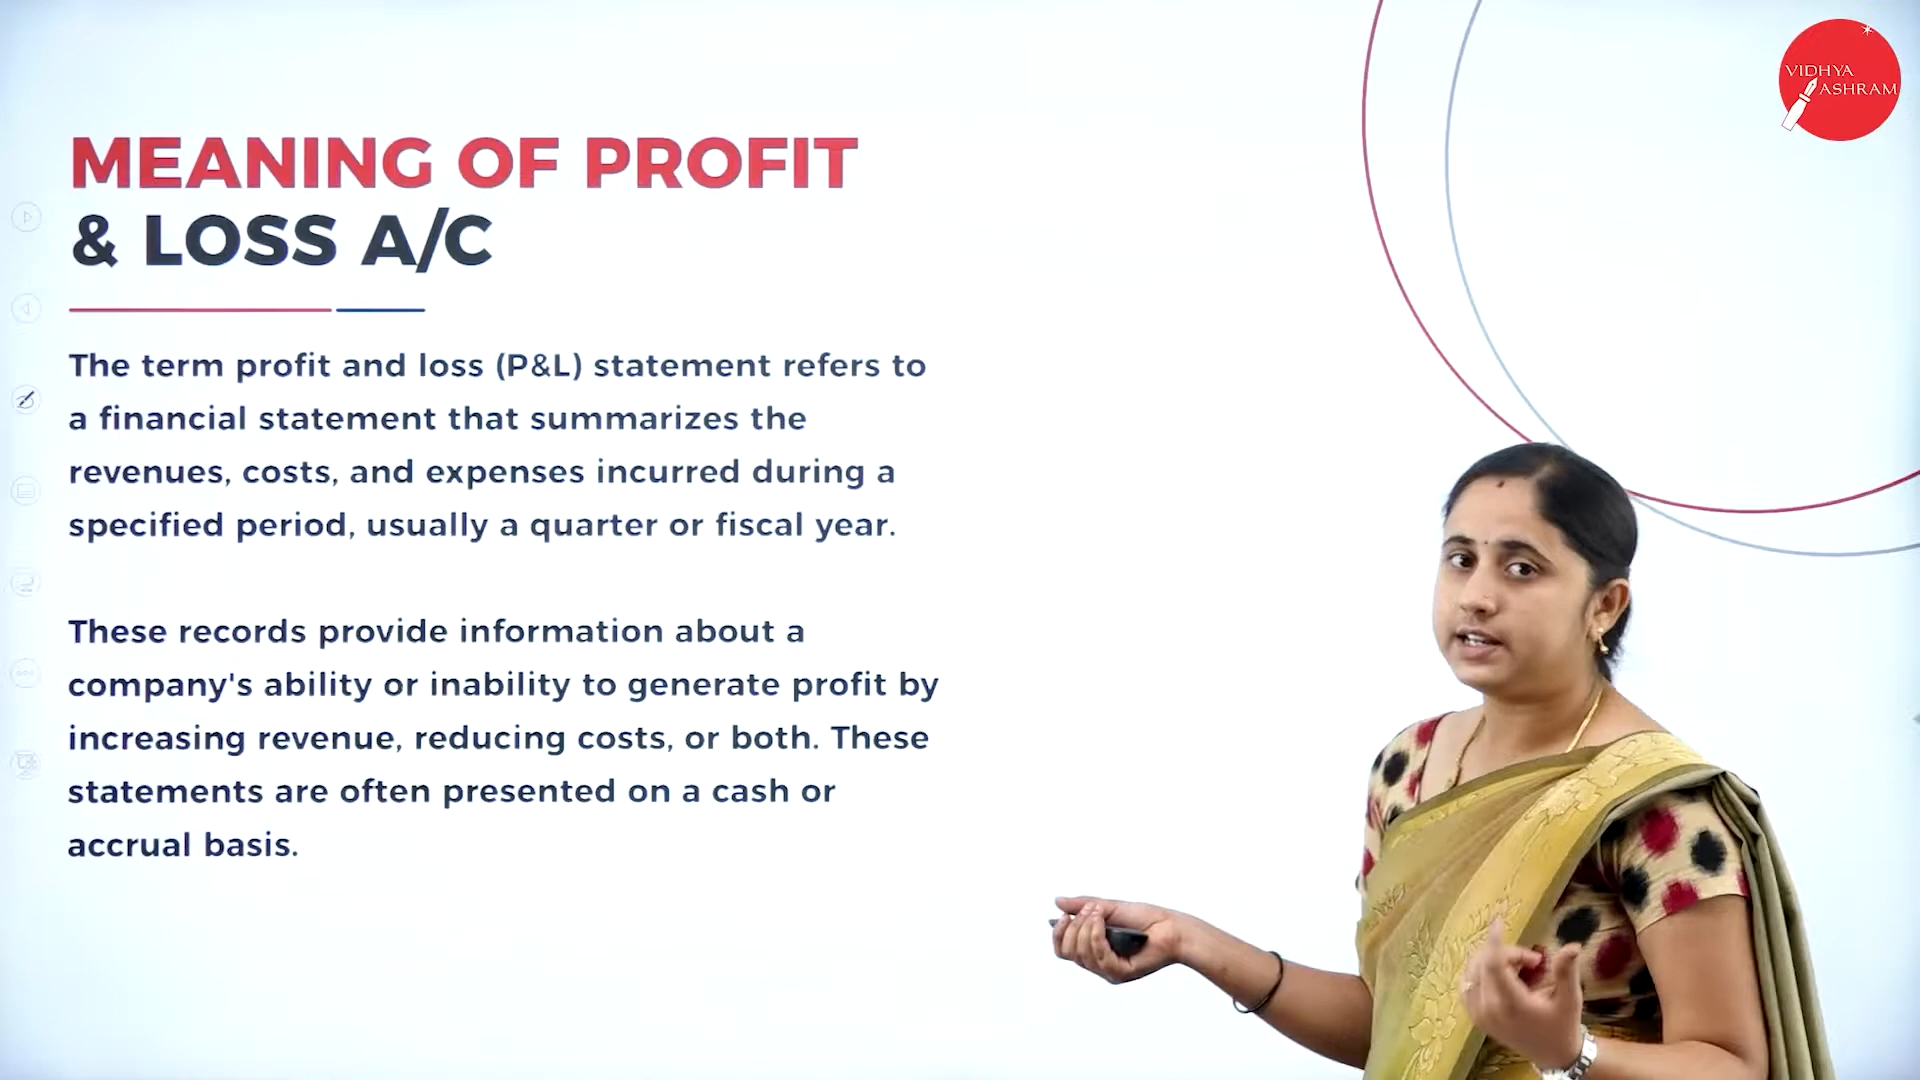 VIDHYA
ASHRAM
MEANING OF PROFIT
& LOSS A/C
The term profit and loss (P&L) statement refers to
a financial statement that summarizes the
revenues, costs, and expenses incurred during a
specified period, usually a quarter or fiscal year.
These records provide information about a
company's ability or inability to generate profit by
increasing revenue, reducing costs, or both. These
statements are often presented on a cash or
accrual basis.